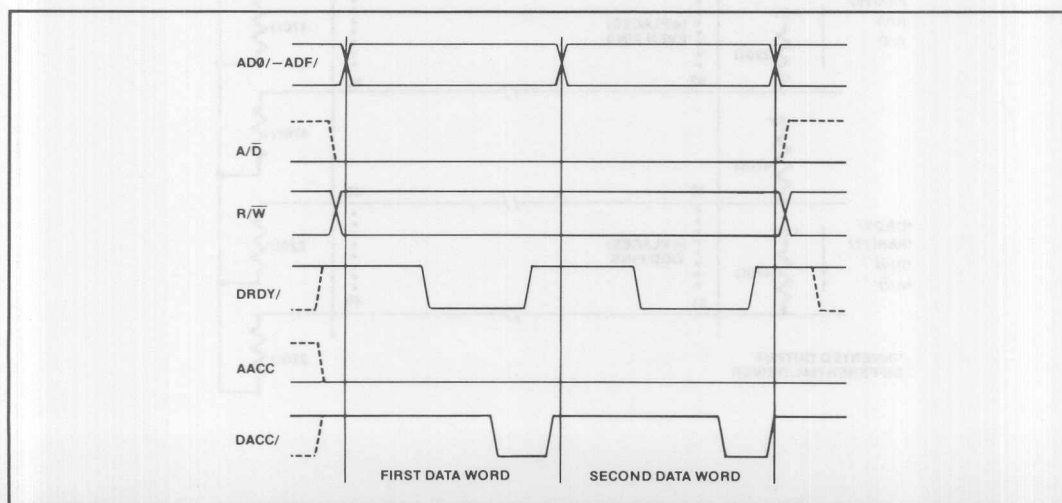 AD0/–ADF/
A/D̅
R/W̅
DRDY/
AACC
DACC/
FIRST DATA WORD SECOND DATA WORD